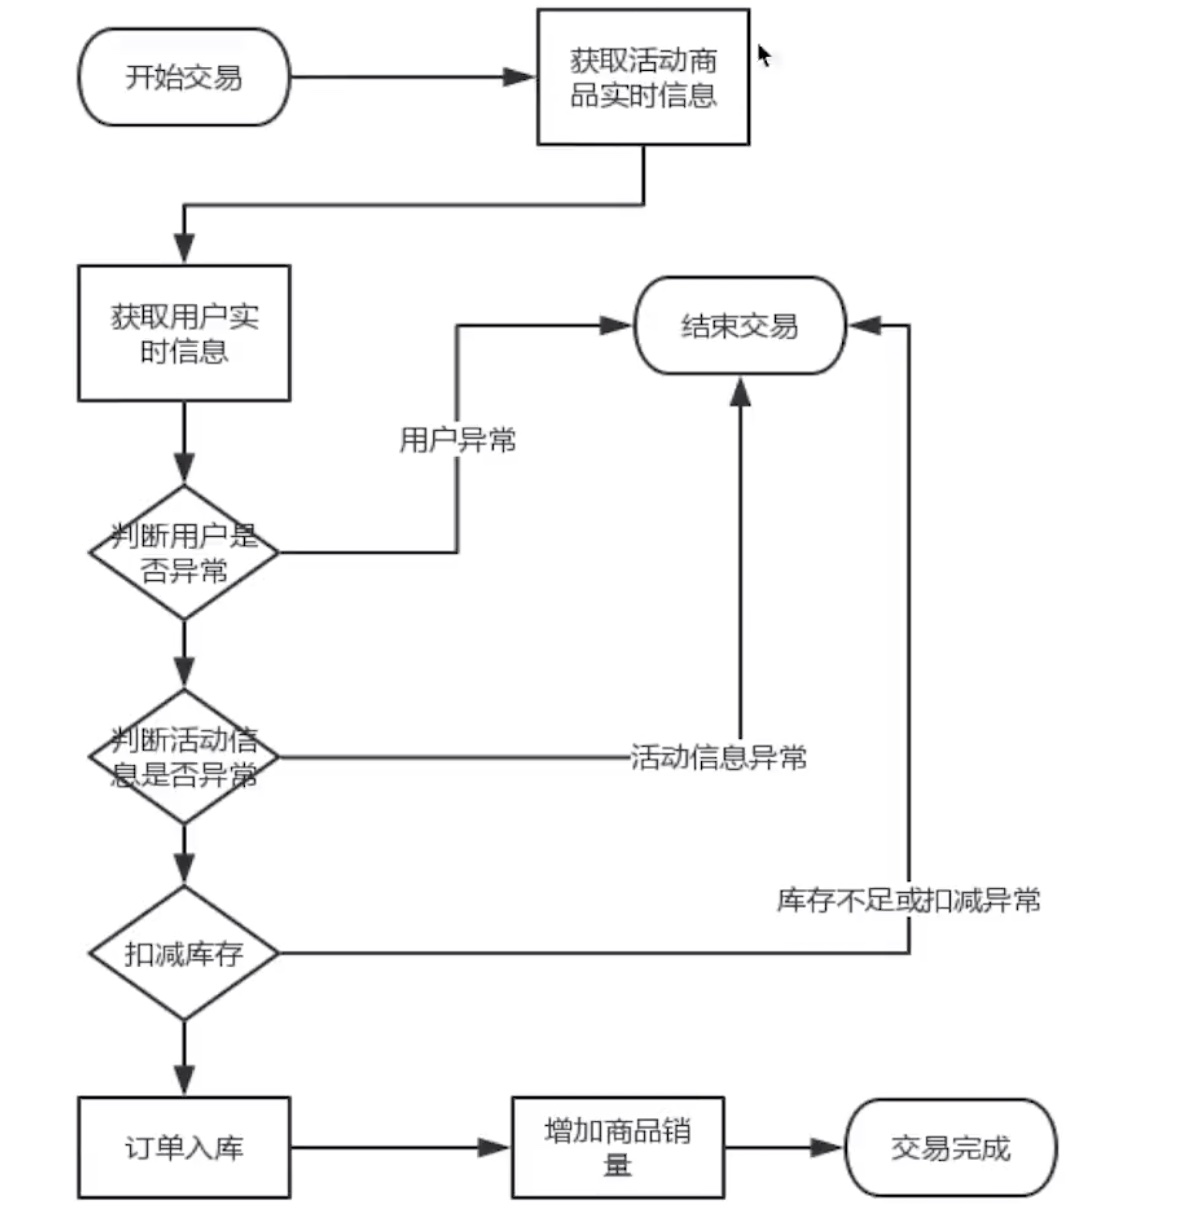 开始交易
获取活动商
品实时信息
获取用户实
时信息
结束交易
用户异常
判断用户是
否异常
判断活动信
息是否异常
活动信息异常
库存不足或扣减异常
扣减库存
订单入库
增加商品销
量
交易完成